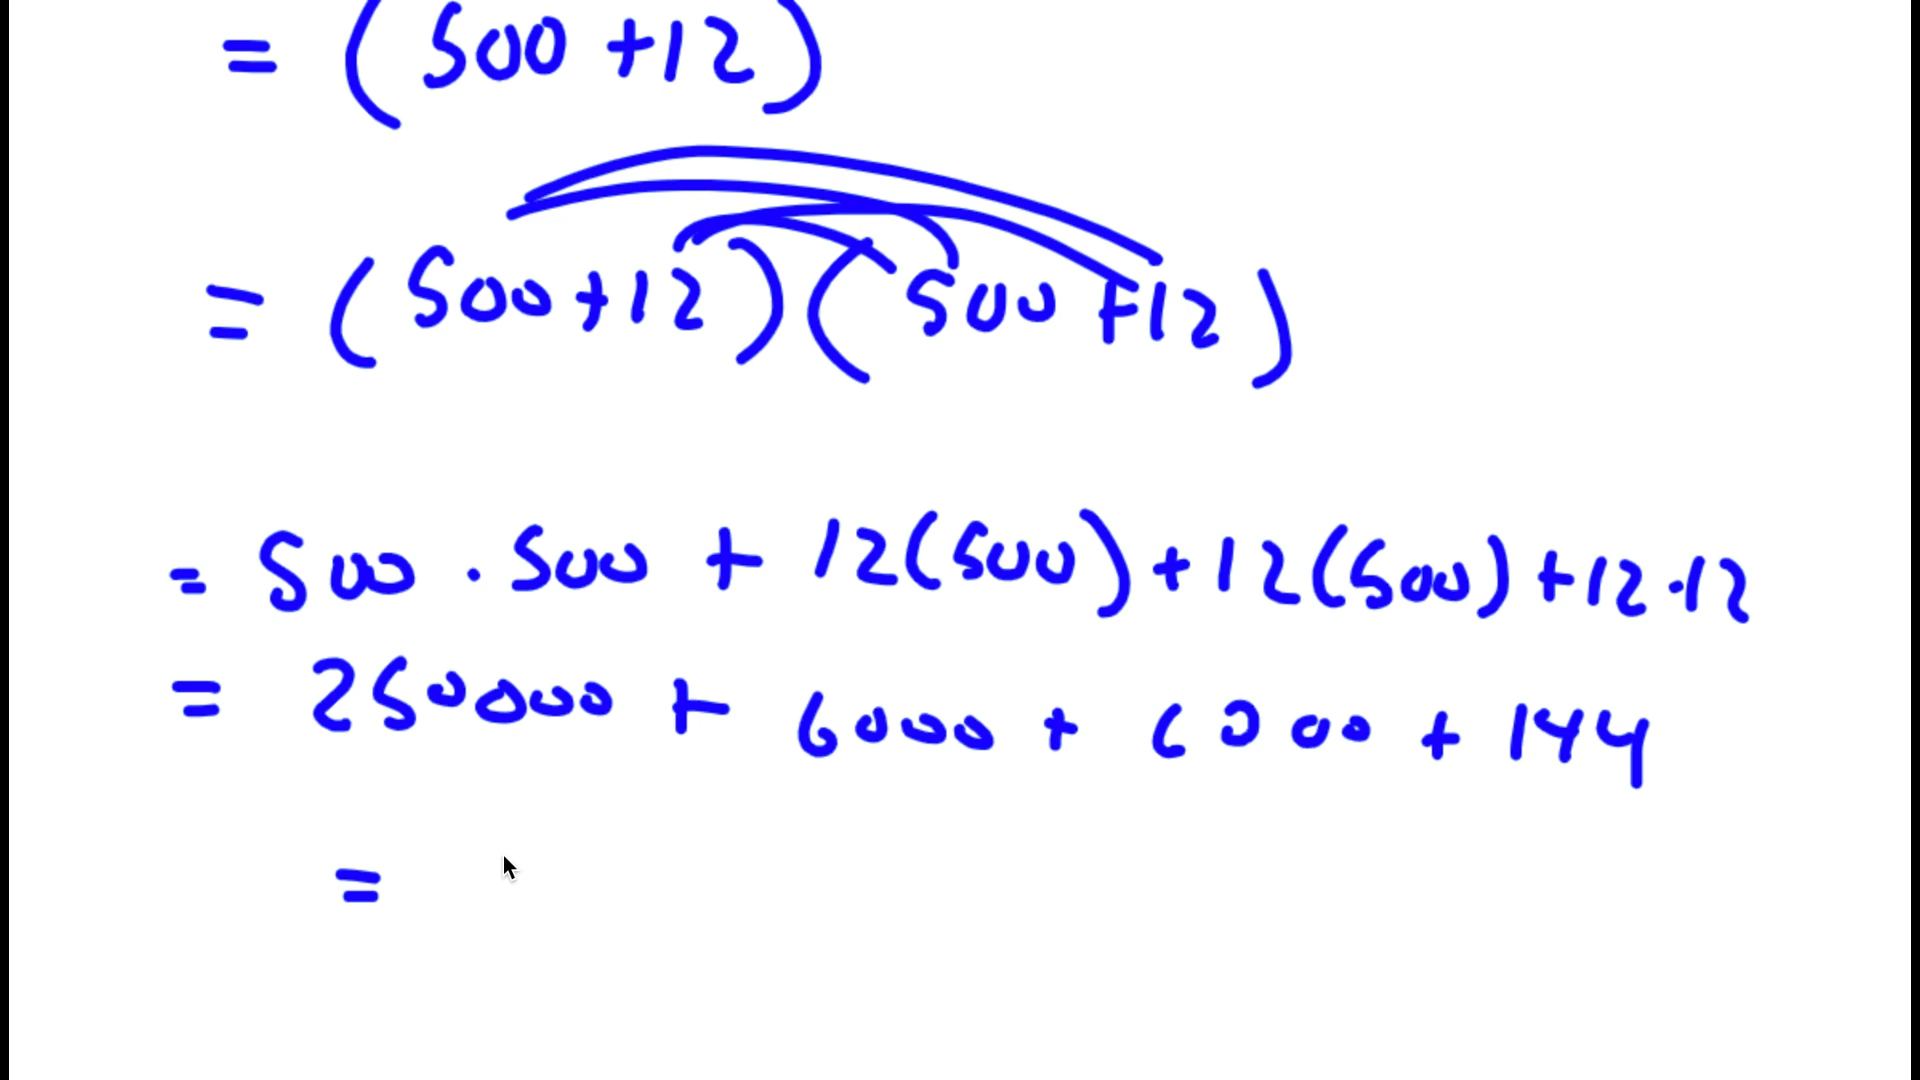 = (500 + 12)
= (500 + 12)(500 + 12)
= 500 · 500 + 12(500) + 12(500) + 12 · 12
= 250000 + 6000 + 6000 + 144
=